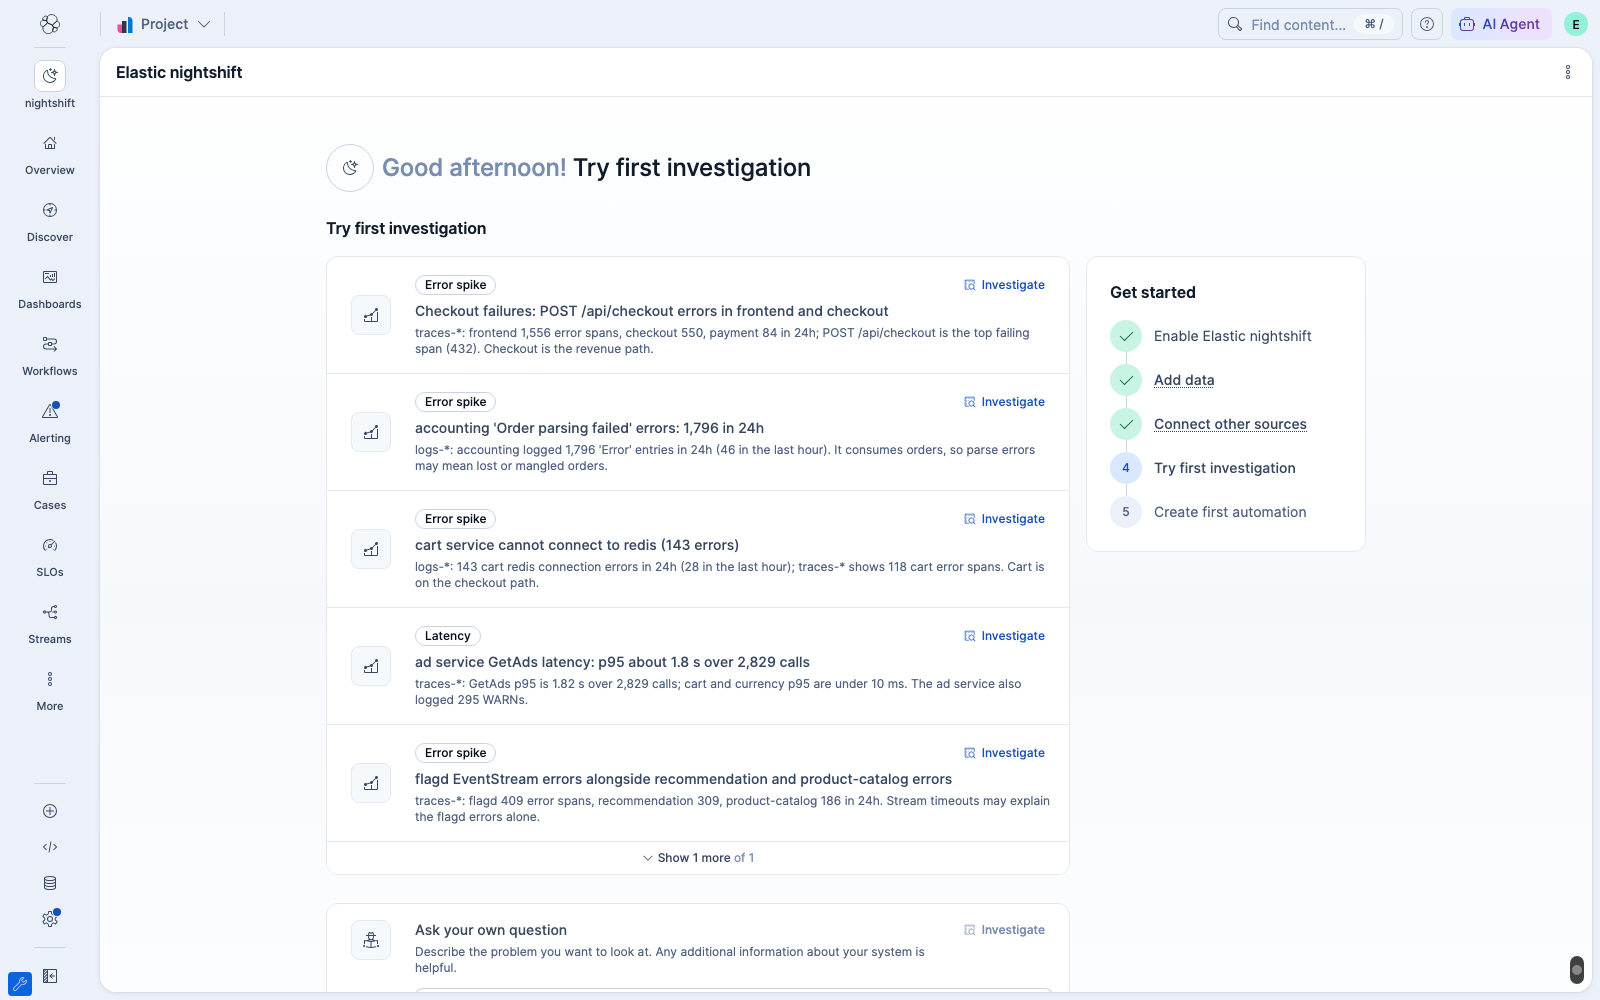 Project
Find content...
⌘ /
AI Agent
E
nightshift
Overview
Discover
Dashboards
Workflows
Alerting
Cases
SLOs
Streams
More
Elastic nightshift
Good afternoon! Try first investigation
Try first investigation
Error spike
Investigate
Checkout failures: POST /api/checkout errors in frontend and checkout
traces-*: frontend 1,556 error spans, checkout 550, payment 84 in 24h; POST /api/checkout is the top failing
span (432). Checkout is the revenue path.
Error spike
Investigate
accounting 'Order parsing failed' errors: 1,796 in 24h
logs-*: accounting logged 1,796 'Error' entries in 24h (46 in the last hour). It consumes orders, so parse errors
may mean lost or mangled orders.
Error spike
Investigate
cart service cannot connect to redis (143 errors)
logs-*: 143 cart redis connection errors in 24h (28 in the last hour); traces-* shows 118 cart error spans. Cart is
on the checkout path.
Latency
Investigate
ad service GetAds latency: p95 about 1.8 s over 2,829 calls
traces-*: GetAds p95 is 1.82 s over 2,829 calls; cart and currency p95 are under 10 ms. The ad service also
logged 295 WARNs.
Error spike
Investigate
flagd EventStream errors alongside recommendation and product-catalog errors
traces-*: flagd 409 error spans, recommendation 309, product-catalog 186 in 24h. Stream timeouts may explain
the flagd errors alone.
Show 1 more of 1
Ask your own question
Investigate
Describe the problem you want to look at. Any additional information about your system is
helpful.
Get started
Enable Elastic nightshift
Add data
Connect other sources
4
Try first investigation
5
Create first automation